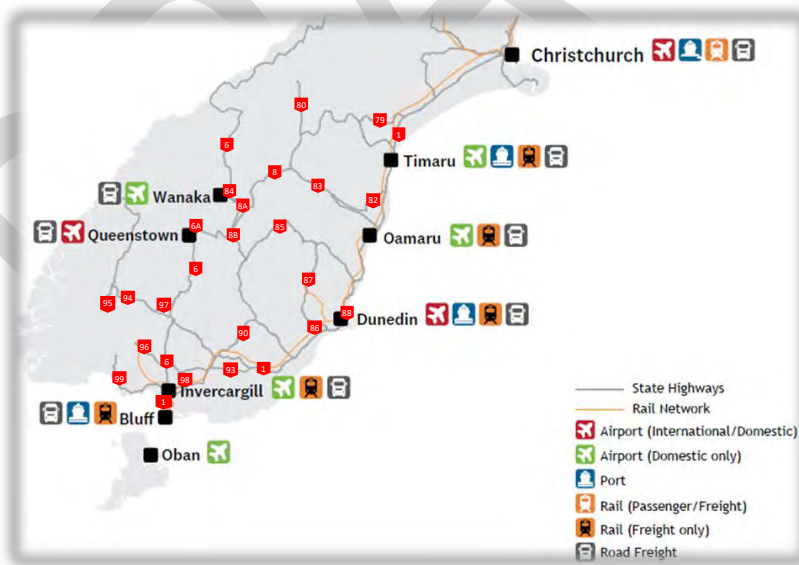 Christchurch
80
79
1
6
Timaru
8
83
84
Wanaka
8A
82
6A
85
Queenstown
8B
Oamaru
6
87
95
94
97
88
Dunedin
86
90
96
6
93
1
99
98
Invercargill
1
Bluff
Oban
State Highways
Rail Network
Airport (International/Domestic)
Airport (Domestic only)
Port
Rail (Passenger/Freight)
Rail (Freight only)
Road Freight